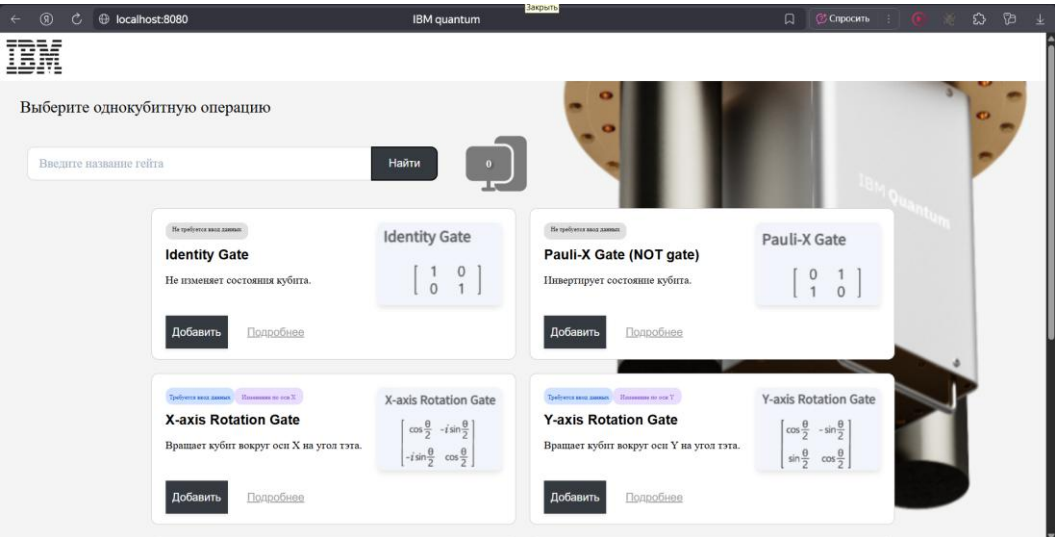 Закрыть
localhost:8080
IBM quantum
Спросить
IBM
Выберите однокубитную операцию
Введите название гейта
Найти
0
IBM Quantum
Не требуется ввод данных
Identity Gate
Не изменяет состояния кубита.
Добавить
Подробнее
Identity Gate
1 0
0 1
Не требуется ввод данных
Pauli-X Gate (NOT gate)
Инвертирует состояние кубита.
Добавить
Подробнее
Pauli-X Gate
0 1
1 0
Требуется ввод данных
Изменения по оси X
X-axis Rotation Gate
Вращает кубит вокруг оси X на угол тэта.
Добавить
Подробнее
X-axis Rotation Gate
cos θ/2 -i sin θ/2
-i sin θ/2 cos θ/2
Требуется ввод данных
Изменения по оси Y
Y-axis Rotation Gate
Вращает кубит вокруг оси Y на угол тэта.
Добавить
Подробнее
Y-axis Rotation Gate
cos θ/2 - sin θ/2
sin θ/2 cos θ/2